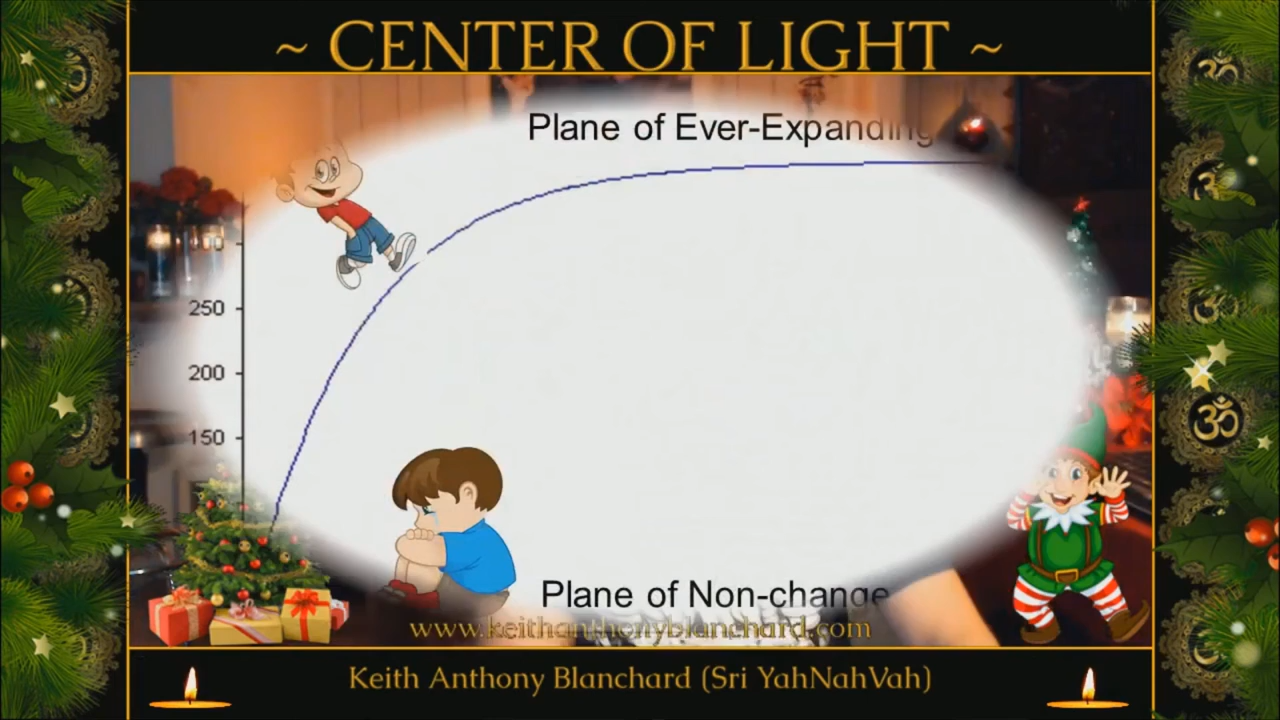 ~ CENTER OF LIGHT ~
Plane of Ever-Expanding
250
200
150
Plane of Non-change
www.keithanthonyblanchard.com
Keith Anthony Blanchard (Sri YahNahVah)
ॐ
ॐ
ॐ
ॐ